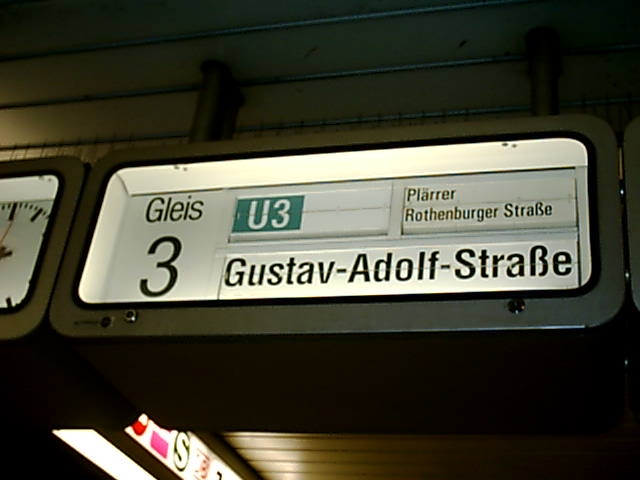 Gleis
3
U3
Plärrer
Rothenburger Straße
Gustav-Adolf-Straße
S